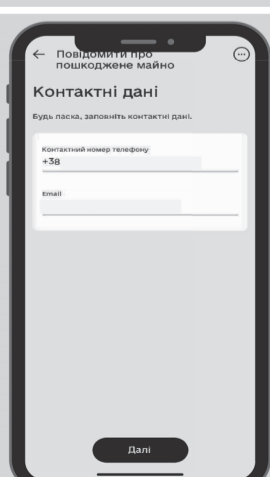 Повідомити про
пошкоджене майно
Контактні дані
Будь ласка, заповніть контактні дані.
Контактний номер телефону
+38
Email
Далі